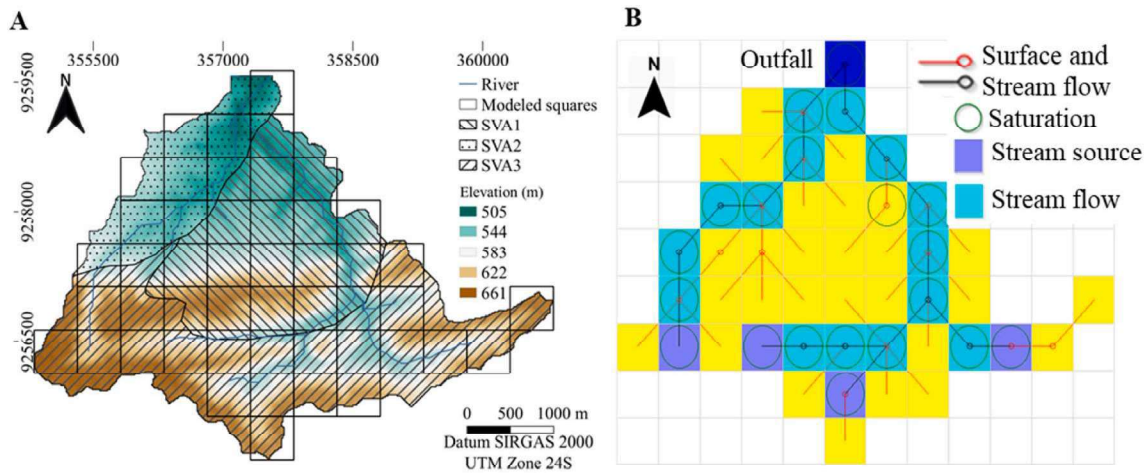 A
355500
357000
358500
360000
9259500
9258000
9256500
N
River
Modeled squares
SVA1
SVA2
SVA3
Elevation (m)
505
544
583
622
661
0 500 1000 m
Datum SIRGAS 2000
UTM Zone 24S
B
N
Outfall
Surface and
Stream flow
Saturation
Stream source
Stream flow